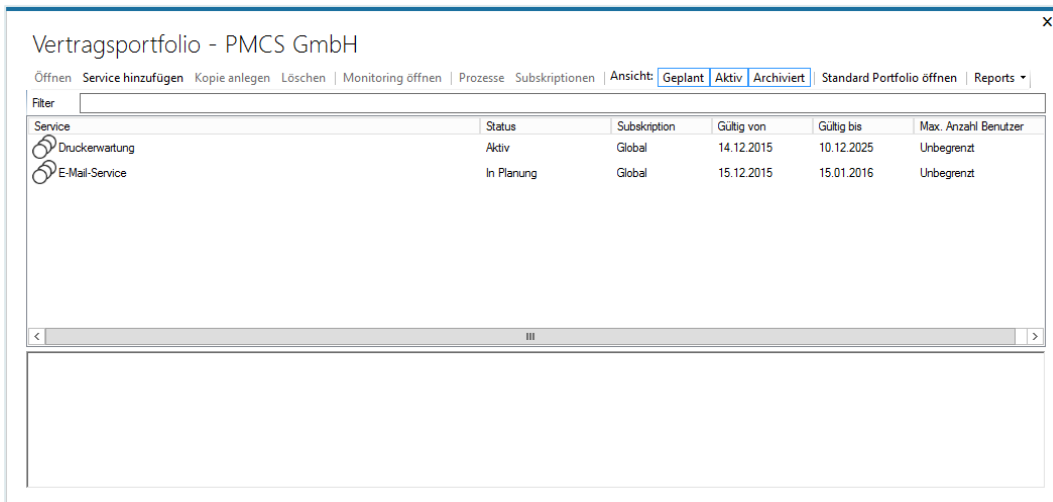 Vertragsportfolio - PMCS GmbH
Öffnen Service hinzufügen Kopie anlegen Löschen | Monitoring öffnen | Prozesse Subskriptionen | Ansicht: Geplant Aktiv Archiviert | Standard Portfolio öffnen | Reports
Filter
Service Status Subskription Gültig von Gültig bis Max. Anzahl Benutzer
Druckerwartung Aktiv Global 14.12.2015 10.12.2025 Unbegrenzt
E-Mail-Service In Planung Global 15.12.2015 15.01.2016 Unbegrenzt